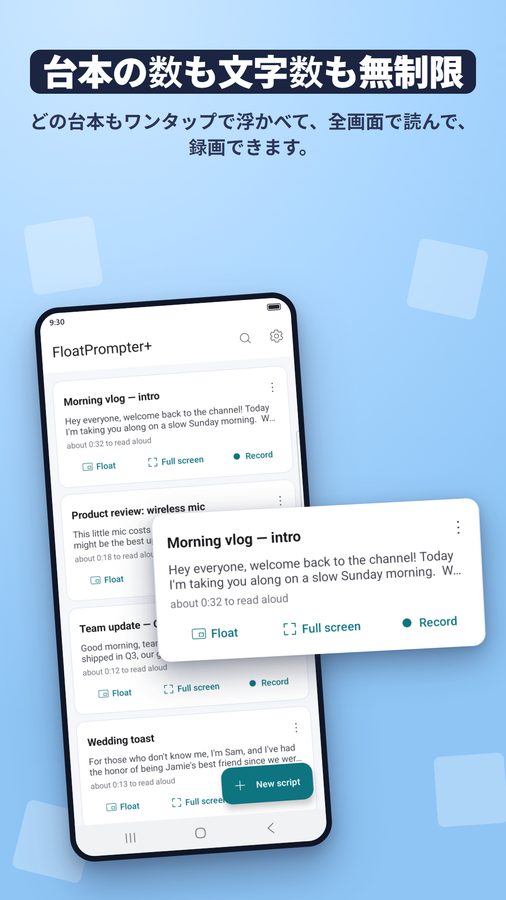 台本の数も文字数も無制限
どの台本もワンタップで浮かべて、全画面で読んで、
録画できます。
9:30
FloatPrompter+
Morning vlog — intro
Hey everyone, welcome back to the channel! Today
I'm taking you along on a slow Sunday morning. W...
about 0:32 to read aloud
Float
Full screen
Record
Product review: wireless mic
This little mic costs
might be the best u
about 0:18 to read alou
Float
Morning vlog — intro
Hey everyone, welcome back to the channel! Today
I'm taking you along on a slow Sunday morning. W...
about 0:32 to read aloud
Float
Full screen
Record
Team update —
Good morning, tea
shipped in Q3, our
about 0:12 to read aloud
Float
Full screen
Record
Wedding toast
For those who don't know me, I'm Sam, and I've had
the honor of being Jamie's best friend since we wer...
about 0:13 to read aloud
Float
Full screen
New script